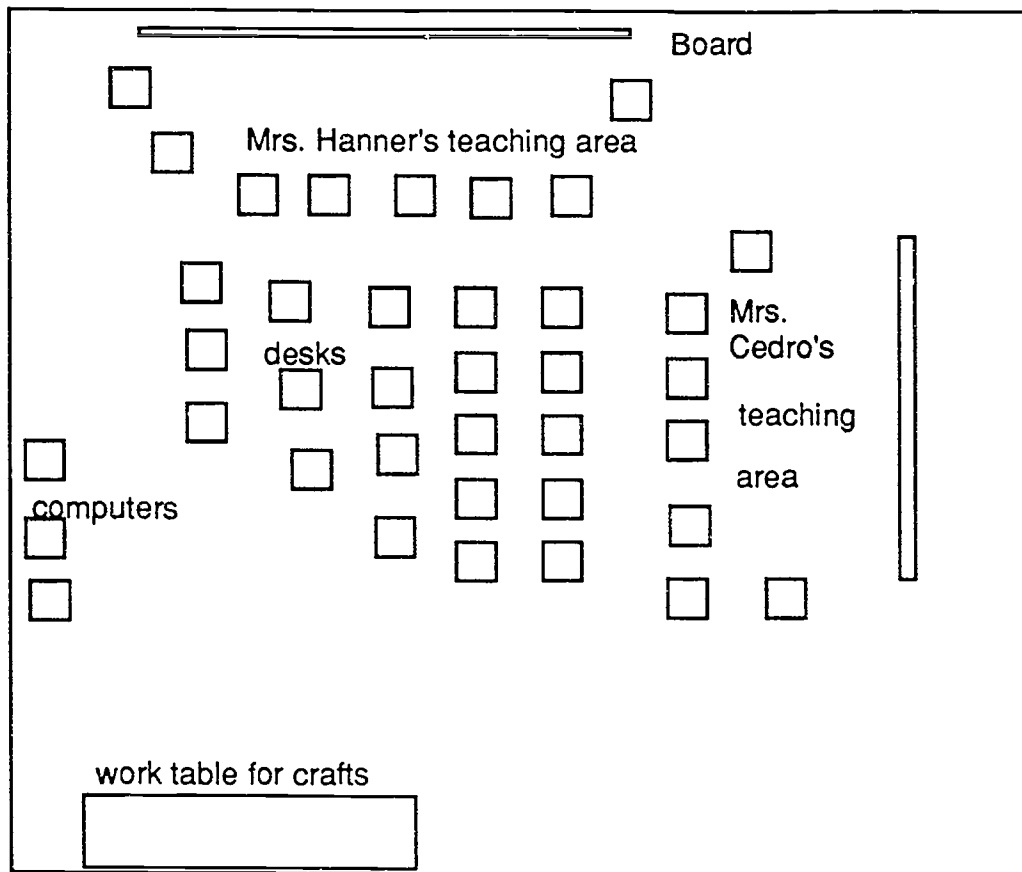 Board
Mrs. Hanner's teaching area
Mrs.
Cedro's
teaching
area
desks
computers
work table for crafts